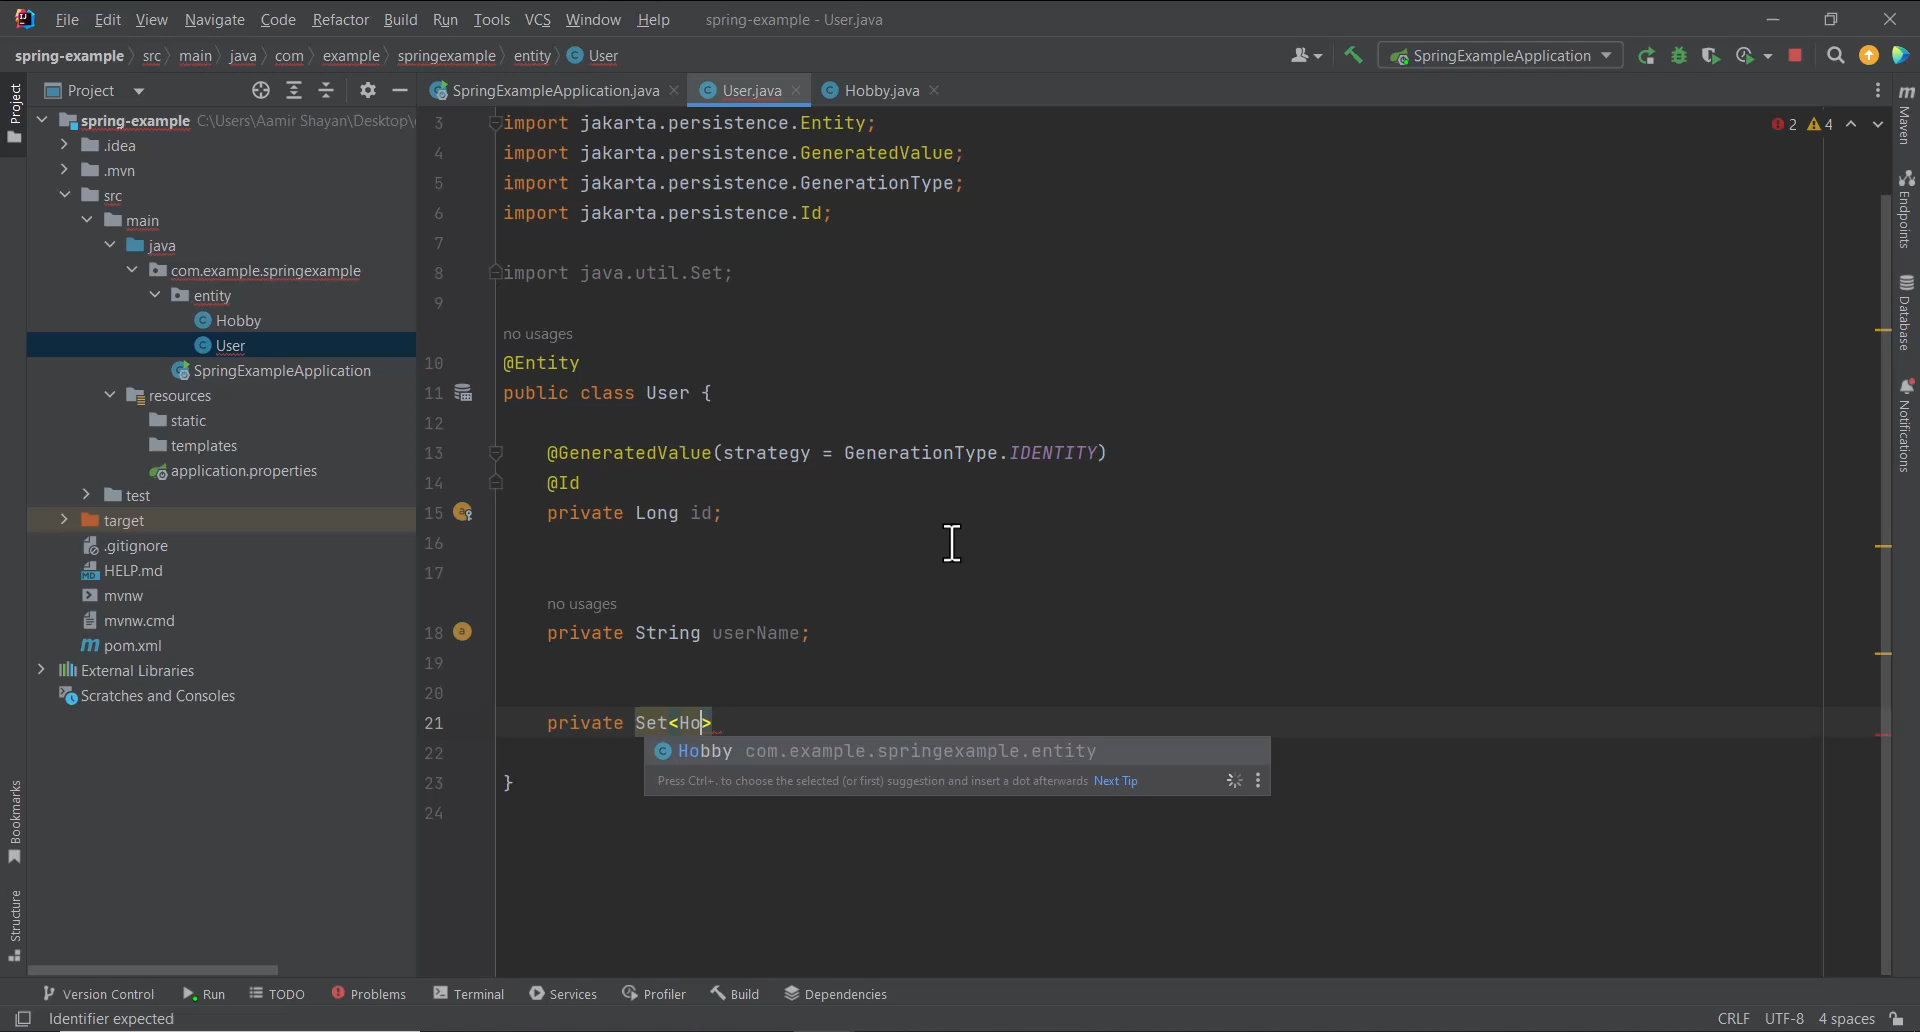 File Edit View Navigate Code Refactor Build Run Tools VCS Window Help spring-example - User.java
spring-example src main java com example springexample entity User
SpringExampleApplication
Project
SpringExampleApplication.java User.java Hobby.java
Project
Maven
Endpoints
Database
Notifications
Bookmarks
Structure
spring-example C:\Users\Aamir Shayan\Desktop\
.idea
.mvn
src
main
java
com.example.springexample
entity
Hobby
User
SpringExampleApplication
resources
static
templates
application.properties
test
target
.gitignore
HELP.md
mvnw
mvnw.cmd
pom.xml
External Libraries
Scratches and Consoles
2 4
3 import jakarta.persistence.Entity;
4 import jakarta.persistence.GeneratedValue;
5 import jakarta.persistence.GenerationType;
6 import jakarta.persistence.Id;
7
8 import java.util.Set;
9
no usages
10 @Entity
11 public class User {
12
13 @GeneratedValue(strategy = GenerationType.IDENTITY)
14 @Id
15 private Long id;
16
17
no usages
18 private String userName;
19
20
21 private Set<Ho>
22
23 }
24
Hobby com.example.springexample.entity
Press Ctrl+. to choose the selected (or first) suggestion and insert a dot afterwards Next Tip
Version Control Run TODO Problems Terminal Services Profiler Build Dependencies
Identifier expected CRLF UTF-8 4 spaces